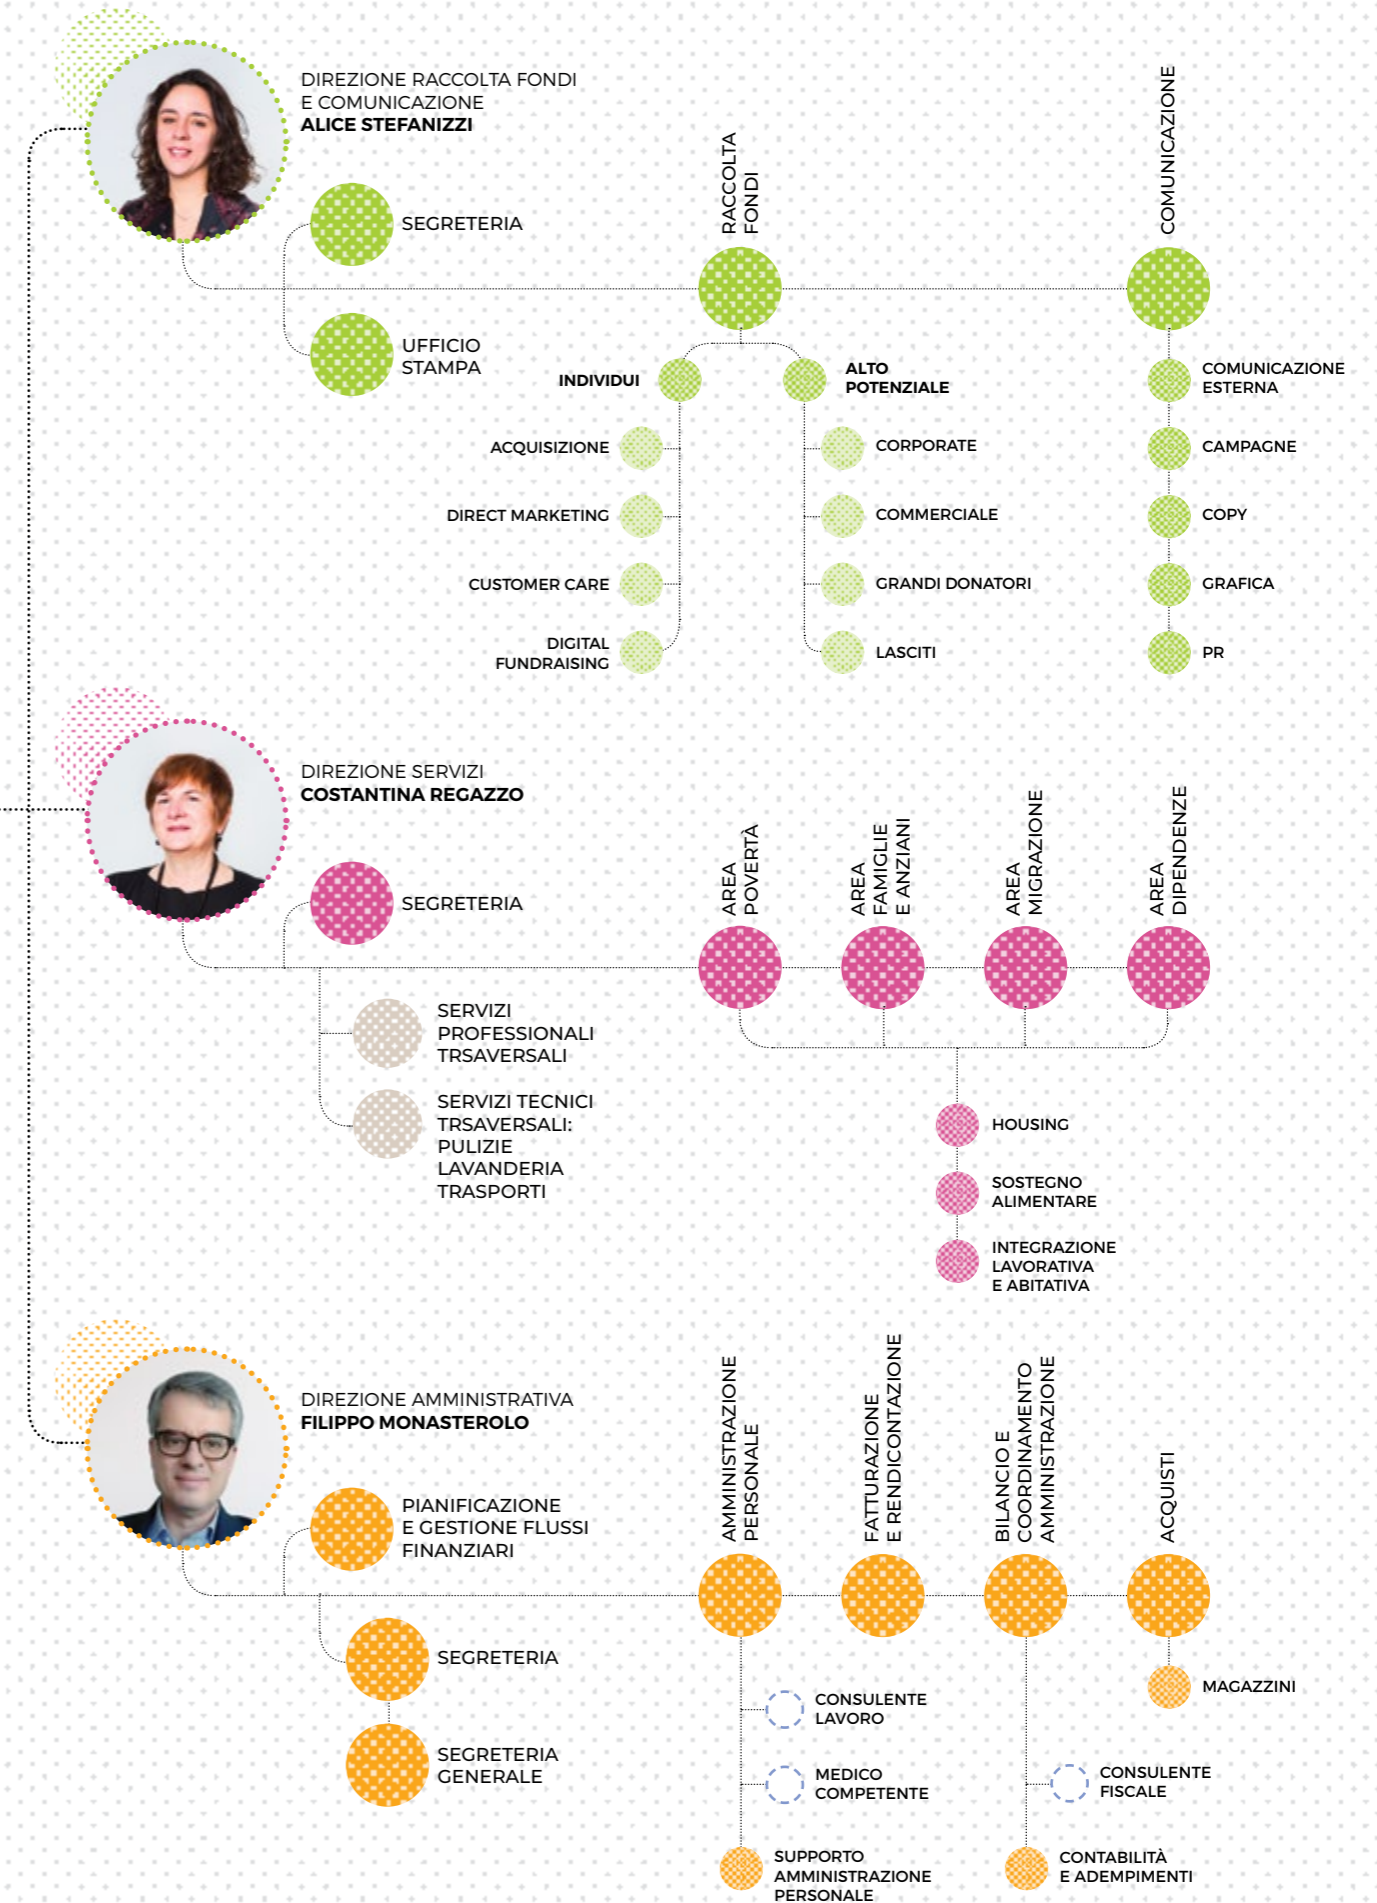 DIREZIONE RACCOLTA FONDI
E COMUNICAZIONE
ALICE STEFANIZZI
SEGRETERIA
UFFICIO
STAMPA
RACCOLTA
FONDI
COMUNICAZIONE
INDIVIDUI
ACQUISIZIONE
DIRECT MARKETING
CUSTOMER CARE
DIGITAL
FUNDRAISING
ALTO
POTENZIALE
CORPORATE
COMMERCIALE
GRANDI DONATORI
LASCITI
COMUNICAZIONE
ESTERNA
CAMPAGNE
COPY
GRAFICA
PR
DIREZIONE SERVIZI
COSTANTINA REGAZZO
SEGRETERIA
SERVIZI
PROFESSIONALI
TRSAVERSALI
SERVIZI TECNICI
TRSAVERSALI:
PULIZIE
LAVANDERIA
TRASPORTI
AREA
POVERTÀ
AREA
FAMIGLIE
E ANZIANI
AREA
MIGRAZIONE
AREA
DIPENDENZE
HOUSING
SOSTEGNO
ALIMENTARE
INTEGRAZIONE
LAVORATIVA
E ABITATIVA
DIREZIONE AMMINISTRATIVA
FILIPPO MONASTEROLO
PIANIFICAZIONE
E GESTIONE FLUSSI
FINANZIARI
SEGRETERIA
SEGRETERIA
GENERALE
AMMINISTRAZIONE
PERSONALE
FATTURAZIONE
E RENDICONTAZIONE
BILANCIO E
COORDINAMENTO
AMMINISTRAZIONE
ACQUISTI
CONSULENTE
LAVORO
MEDICO
COMPETENTE
SUPPORTO
AMMINISTRAZIONE
PERSONALE
CONSULENTE
FISCALE
CONTABILITÀ
E ADEMPIMENTI
MAGAZZINI